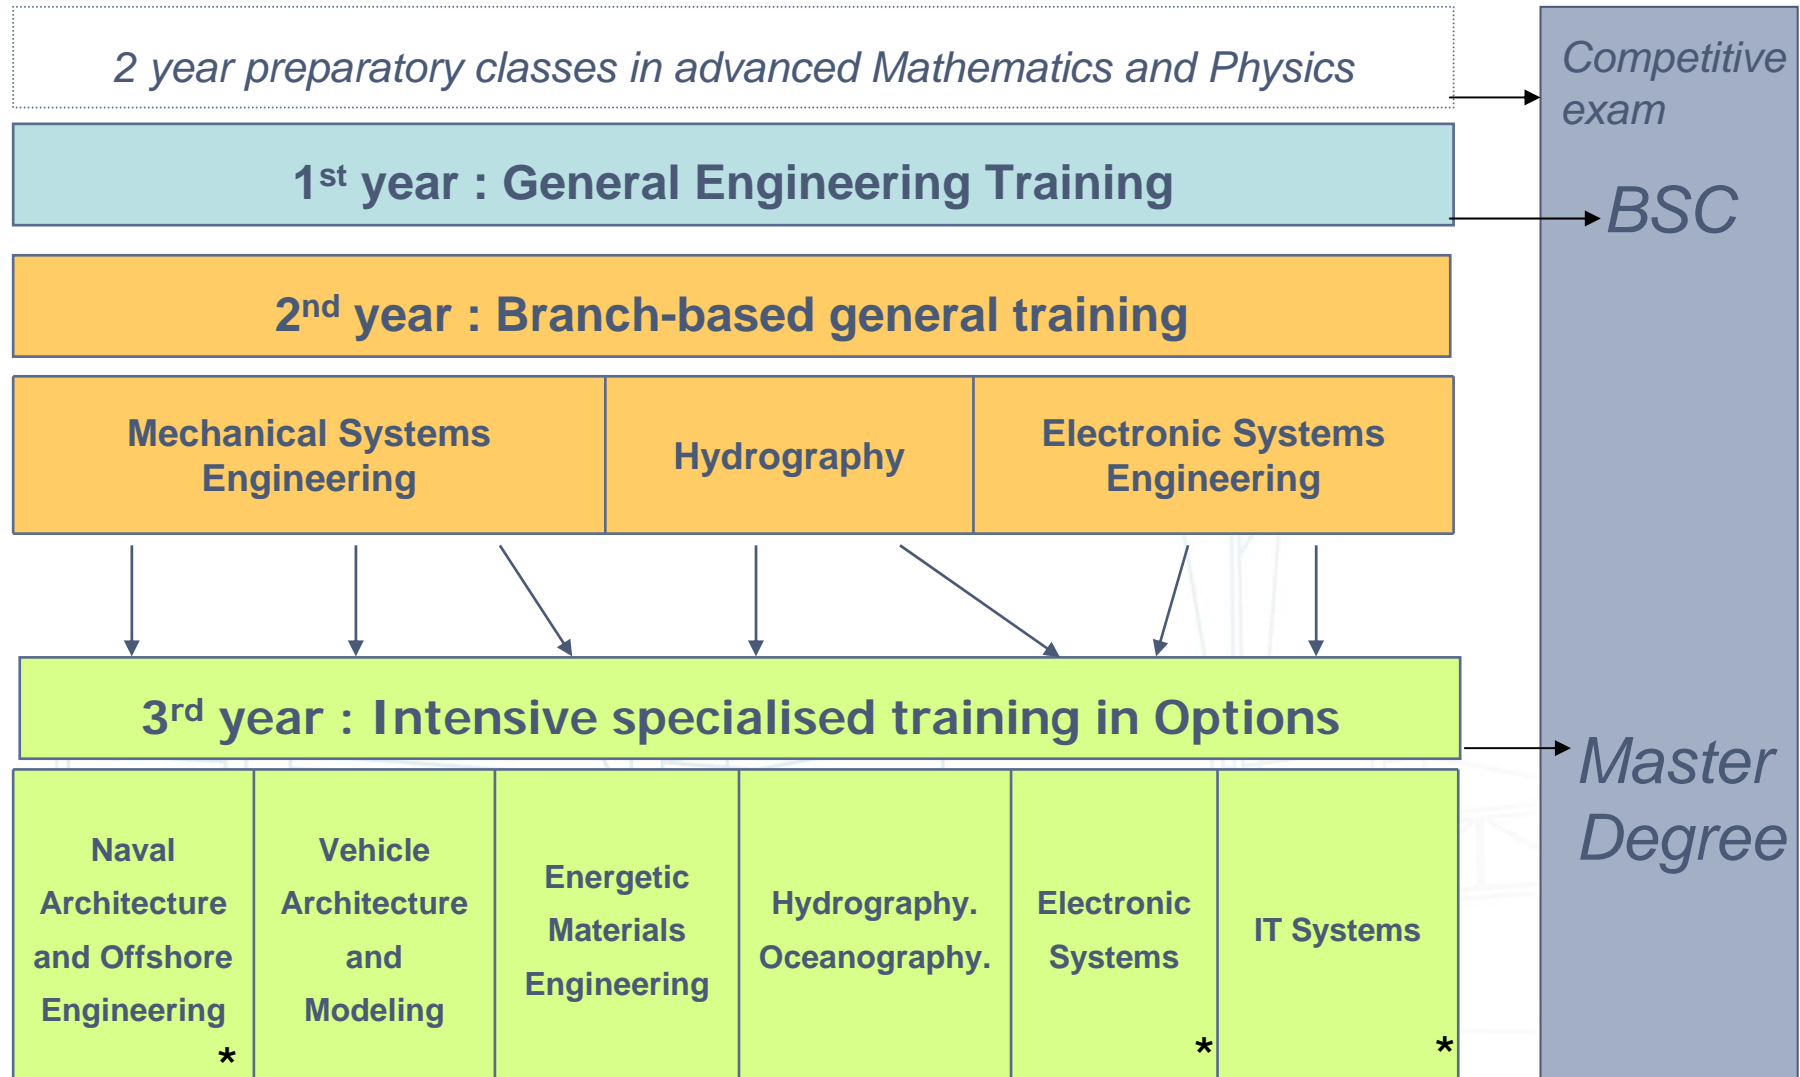 2 year preparatory classes in advanced Mathematics and Physics
Competitive
exam
1st year : General Engineering Training
BSC
2nd year : Branch-based general training
Mechanical Systems
Engineering
Hydrography
Electronic Systems
Engineering
3rd year : Intensive specialised training in Options
Master
Degree
Naval
Architecture
and Offshore
Engineering
*
Vehicle
Architecture
and
Modeling
Energetic
Materials
Engineering
Hydrography.
Oceanography.
Electronic
Systems
*
IT Systems
*